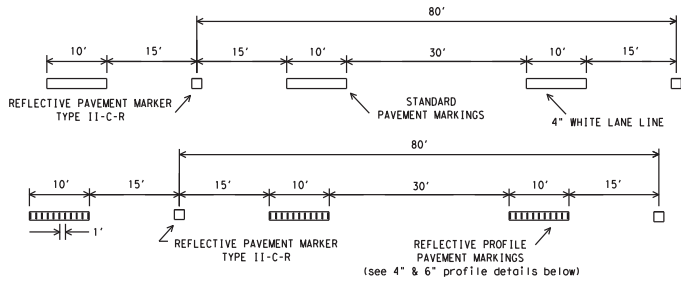 80'
10' 15' 15' 10' 30' 10' 15'
REFLECTIVE PAVEMENT MARKER
TYPE II-C-R
STANDARD
PAVEMENT MARKINGS
4" WHITE LANE LINE
80'
10' 15' 15' 10' 30' 10' 15'
1'
REFLECTIVE PAVEMENT MARKER
TYPE II-C-R
REFLECTIVE PROFILE
PAVEMENT MARKINGS
(see 4" & 6" profile details below)